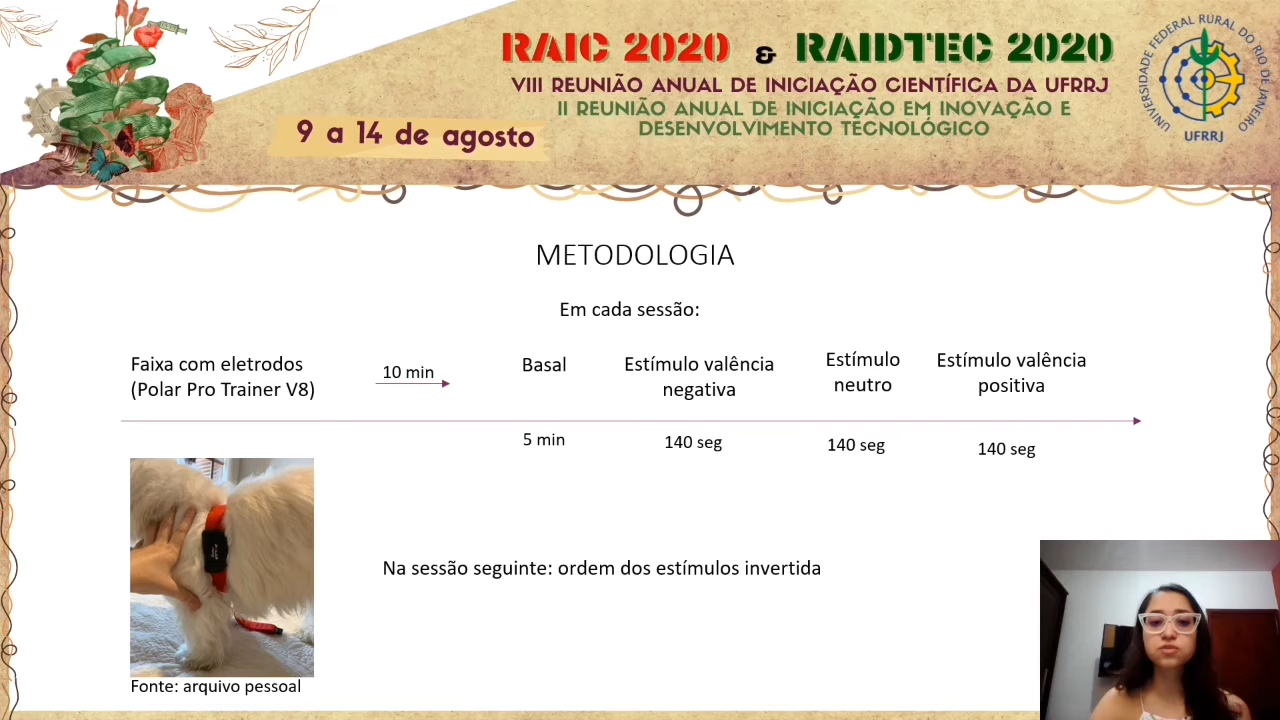 RAIC 2020 & RAIDTEC 2020
VIII REUNIÃO ANUAL DE INICIAÇÃO CIENTÍFICA DA UFRRJ
II REUNIÃO ANUAL DE INICIAÇÃO EM INOVAÇÃO E
DESENVOLVIMENTO TECNOLÓGICO
9 a 14 de agosto
UNIVERSIDADE FEDERAL RURAL DO RIO DE JANEIRO
UFRRJ
METODOLOGIA
Em cada sessão:
Faixa com eletrodos
(Polar Pro Trainer V8)
10 min
Basal
Estímulo valência
negativa
Estímulo
neutro
Estímulo valência
positiva
5 min
140 seg
140 seg
140 seg
Na sessão seguinte: ordem dos estímulos invertida
Fonte: arquivo pessoal